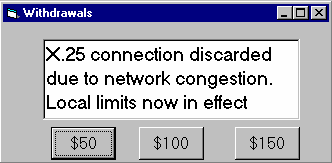 Withdrawals
X.25 connection discarded
due to network congestion.
Local limits now in effect
$50 $100 $150